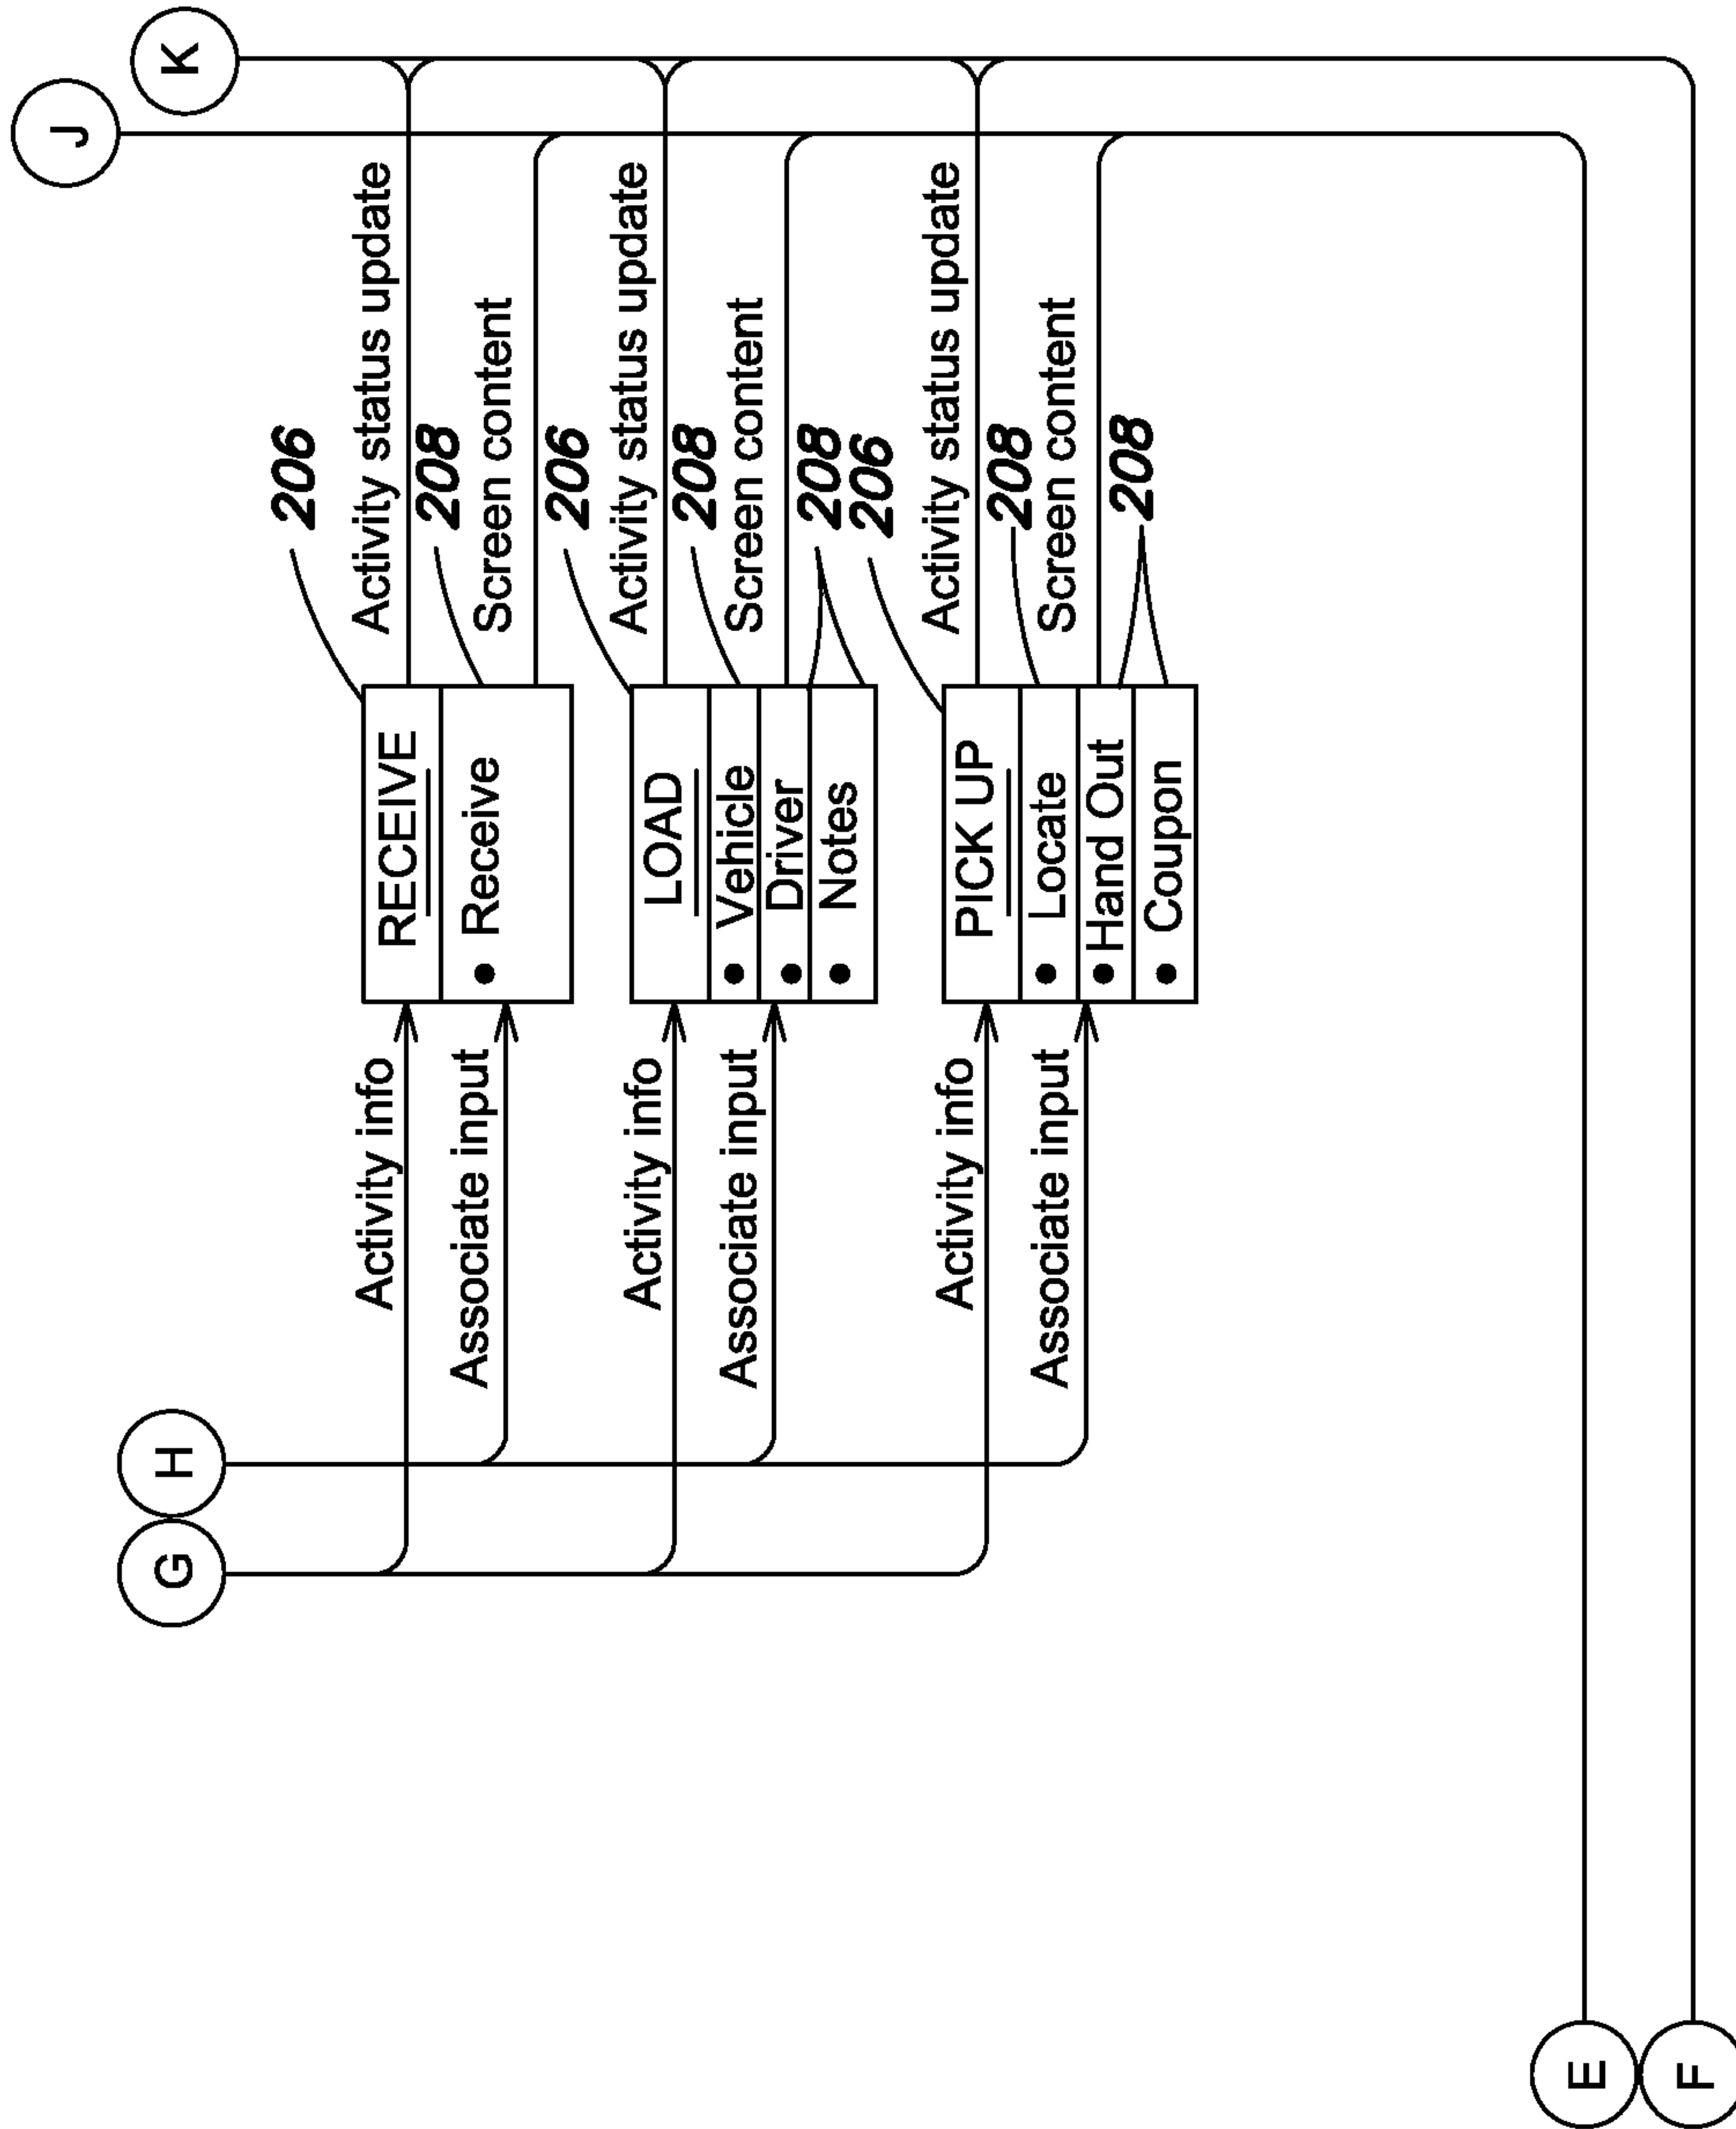 J
K
G
H
206
Activity info
RECEIVE
Activity status update
208
Associate input
• Receive
Screen content
206
Activity info
LOAD
Activity status update
208
Associate input
• Vehicle
Screen content
• Driver
208
• Notes
206
Activity info
PICK UP
Activity status update
208
Associate input
• Locate
Screen content
• Hand Out
208
• Coupon
E
F